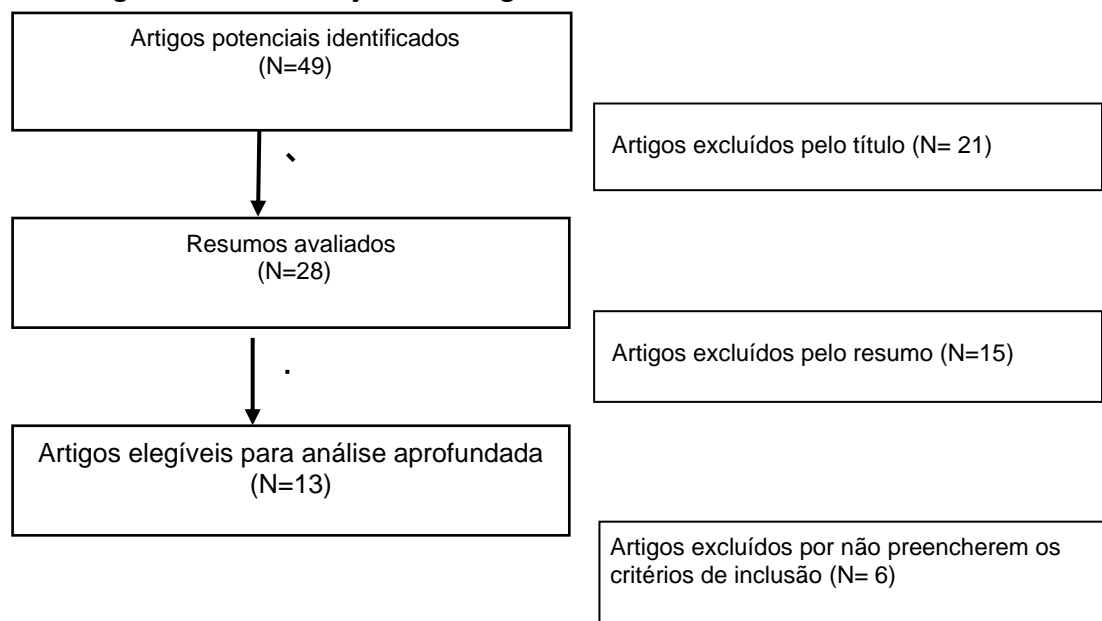 Artigos potenciais identificados
(N=49)
Artigos excluídos pelo título (N= 21)
Resumos avaliados
(N=28)
Artigos excluídos pelo resumo (N=15)
Artigos elegíveis para análise aprofundada
(N=13)
Artigos excluídos por não preencherem os
critérios de inclusão (N= 6)